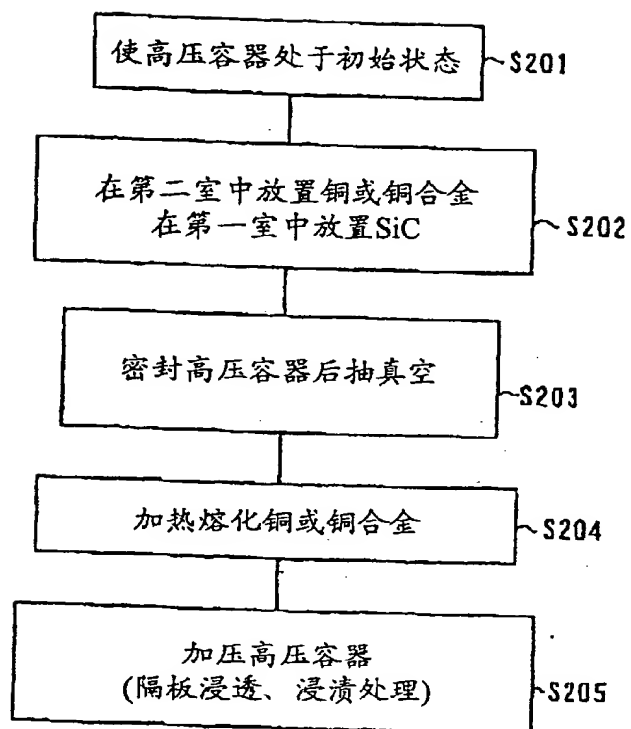 使高压容器处于初始状态
S201
在第二室中放置铜或铜合金
在第一室中放置SiC
S202
密封高压容器后抽真空
S203
加热熔化铜或铜合金
S204
加压高压容器
(隔板浸透、浸渍处理)
S205